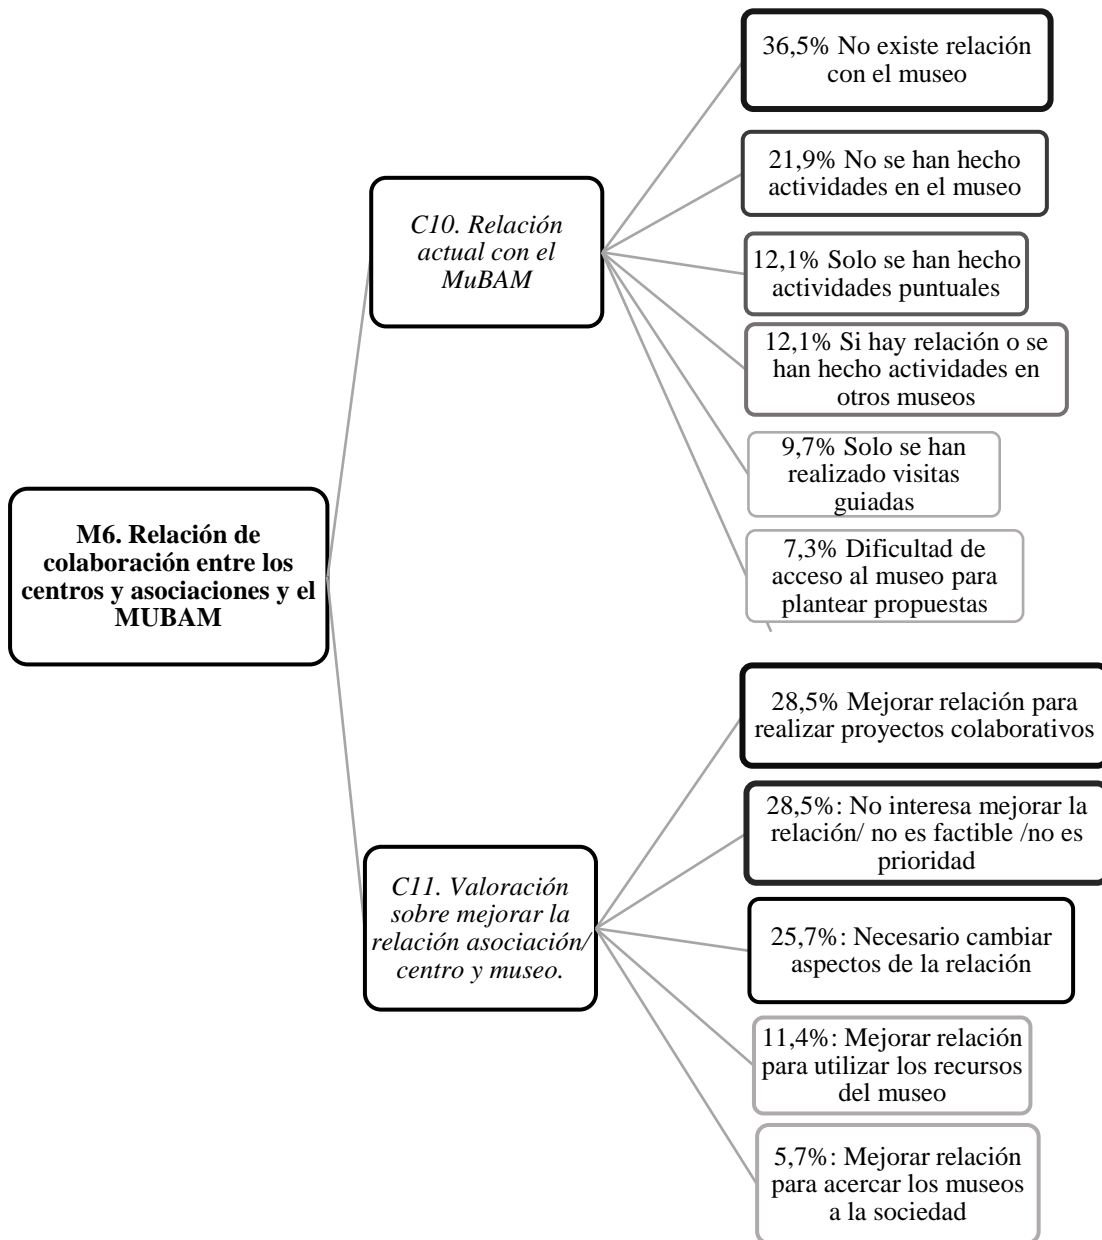 M6. Relación de
colaboración entre los
centros y asociaciones y el
MUBAM
C10. Relación
actual con el
MuBAM
36,5% No existe relación
con el museo
21,9% No se han hecho
actividades en el museo
12,1% Solo se han hecho
actividades puntuales
12,1% Si hay relación o se
han hecho actividades en
otros museos
9,7% Solo se han
realizado visitas
guiadas
7,3% Dificultad de
acceso al museo para
plantear propuestas
C11. Valoración
sobre mejorar la
relación asociación/
centro y museo.
28,5% Mejorar relación para
realizar proyectos colaborativos
28,5%: No interesa mejorar la
relación/ no es factible /no es
prioridad
25,7%: Necesario cambiar
aspectos de la relación
11,4%: Mejorar relación
para utilizar los recursos
del museo
5,7%: Mejorar relación
para acercar los museos
a la sociedad